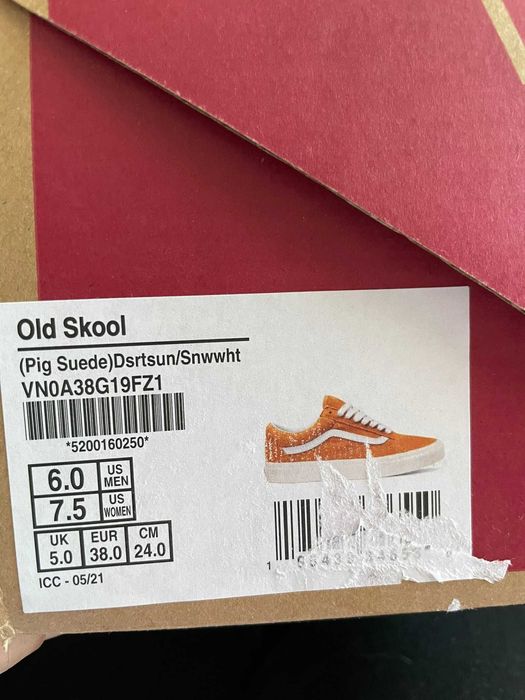 Old Skool
(Pig Suede)Dsrtsun/Snwwht
VN0A38G19FZ1
*5200160250*
6.0 US MEN
7.5 US WOMEN
UK EUR CM
5.0 38.0 24.0
ICC - 05/21